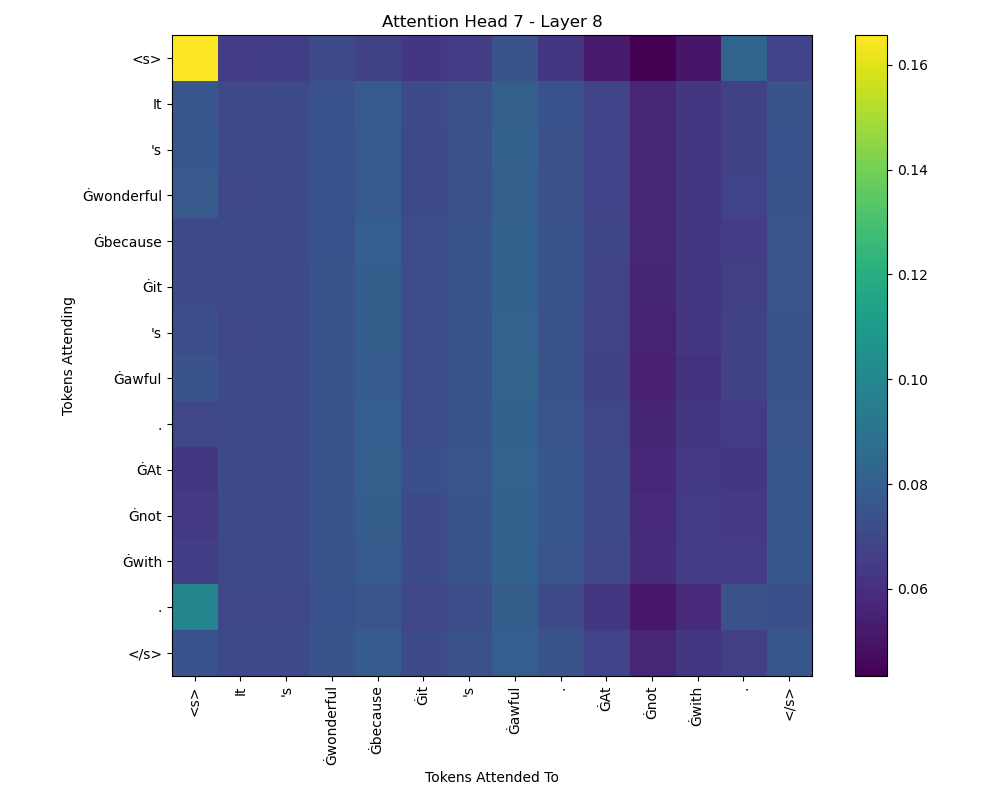 Attention Head 7 - Layer 8
Tokens Attending
<s>
It
's
Ġwonderful
Ġbecause
Ġit
's
Ġawful
.
ĠAt
Ġnot
Ġwith
.
</s>
<s>
It
's
Ġwonderful
Ġbecause
Ġit
's
Ġawful
.
ĠAt
Ġnot
Ġwith
.
</s>
Tokens Attended To
0.16
0.14
0.12
0.10
0.08
0.06